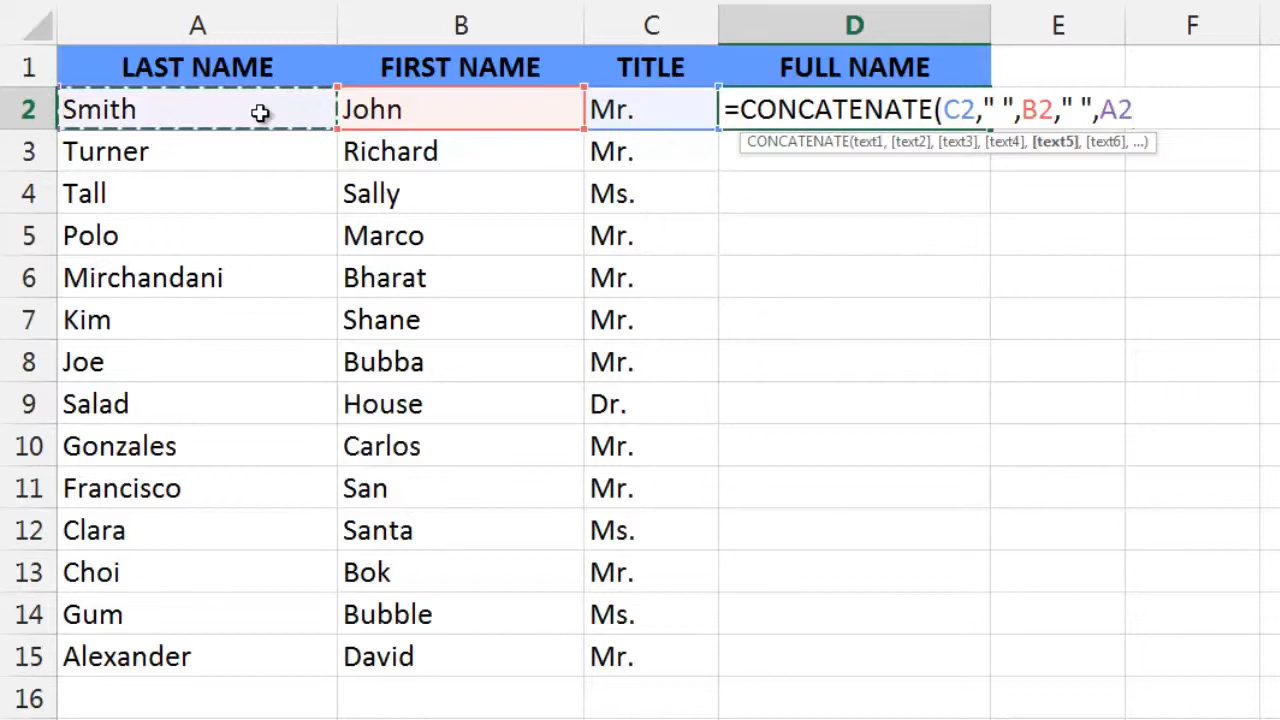 A B C D E F
1 LAST NAME FIRST NAME TITLE FULL NAME
2 Smith John Mr. =CONCATENATE(C2," ",B2," ",A2
CONCATENATE(text1, [text2], [text3], [text4], [text5], [text6], ...)
3 Turner Richard Mr.
4 Tall Sally Ms.
5 Polo Marco Mr.
6 Mirchandani Bharat Mr.
7 Kim Shane Mr.
8 Joe Bubba Mr.
9 Salad House Dr.
10 Gonzales Carlos Mr.
11 Francisco San Mr.
12 Clara Santa Ms.
13 Choi Bok Mr.
14 Gum Bubble Ms.
15 Alexander David Mr.
16